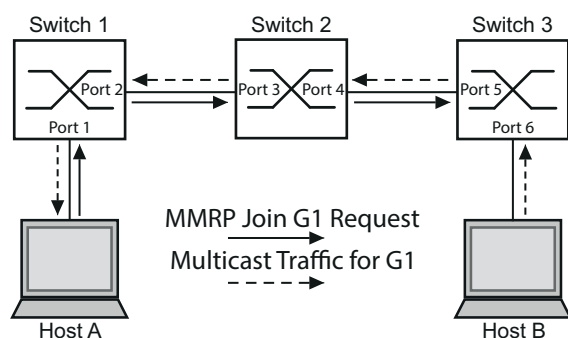 Switch 1
Switch 2
Switch 3
Port 2
Port 3
Port 4
Port 5
Port 1
Port 6
MMRP Join G1 Request
Multicast Traffic for G1
Host A
Host B